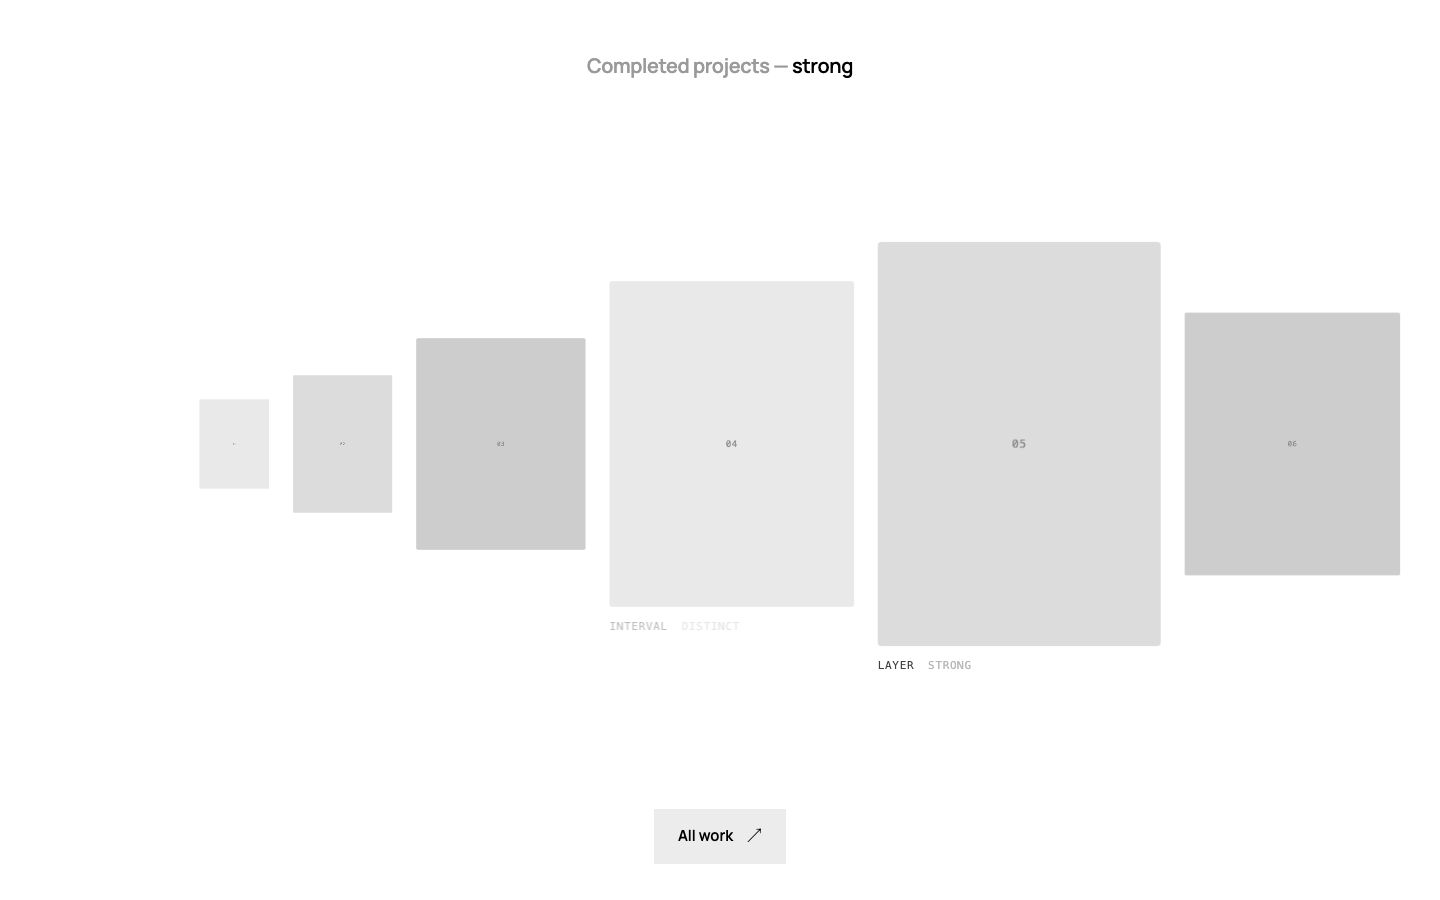 Completed projects — strong
03
04
05
06
INTERVAL DISTINCT
LAYER STRONG
All work